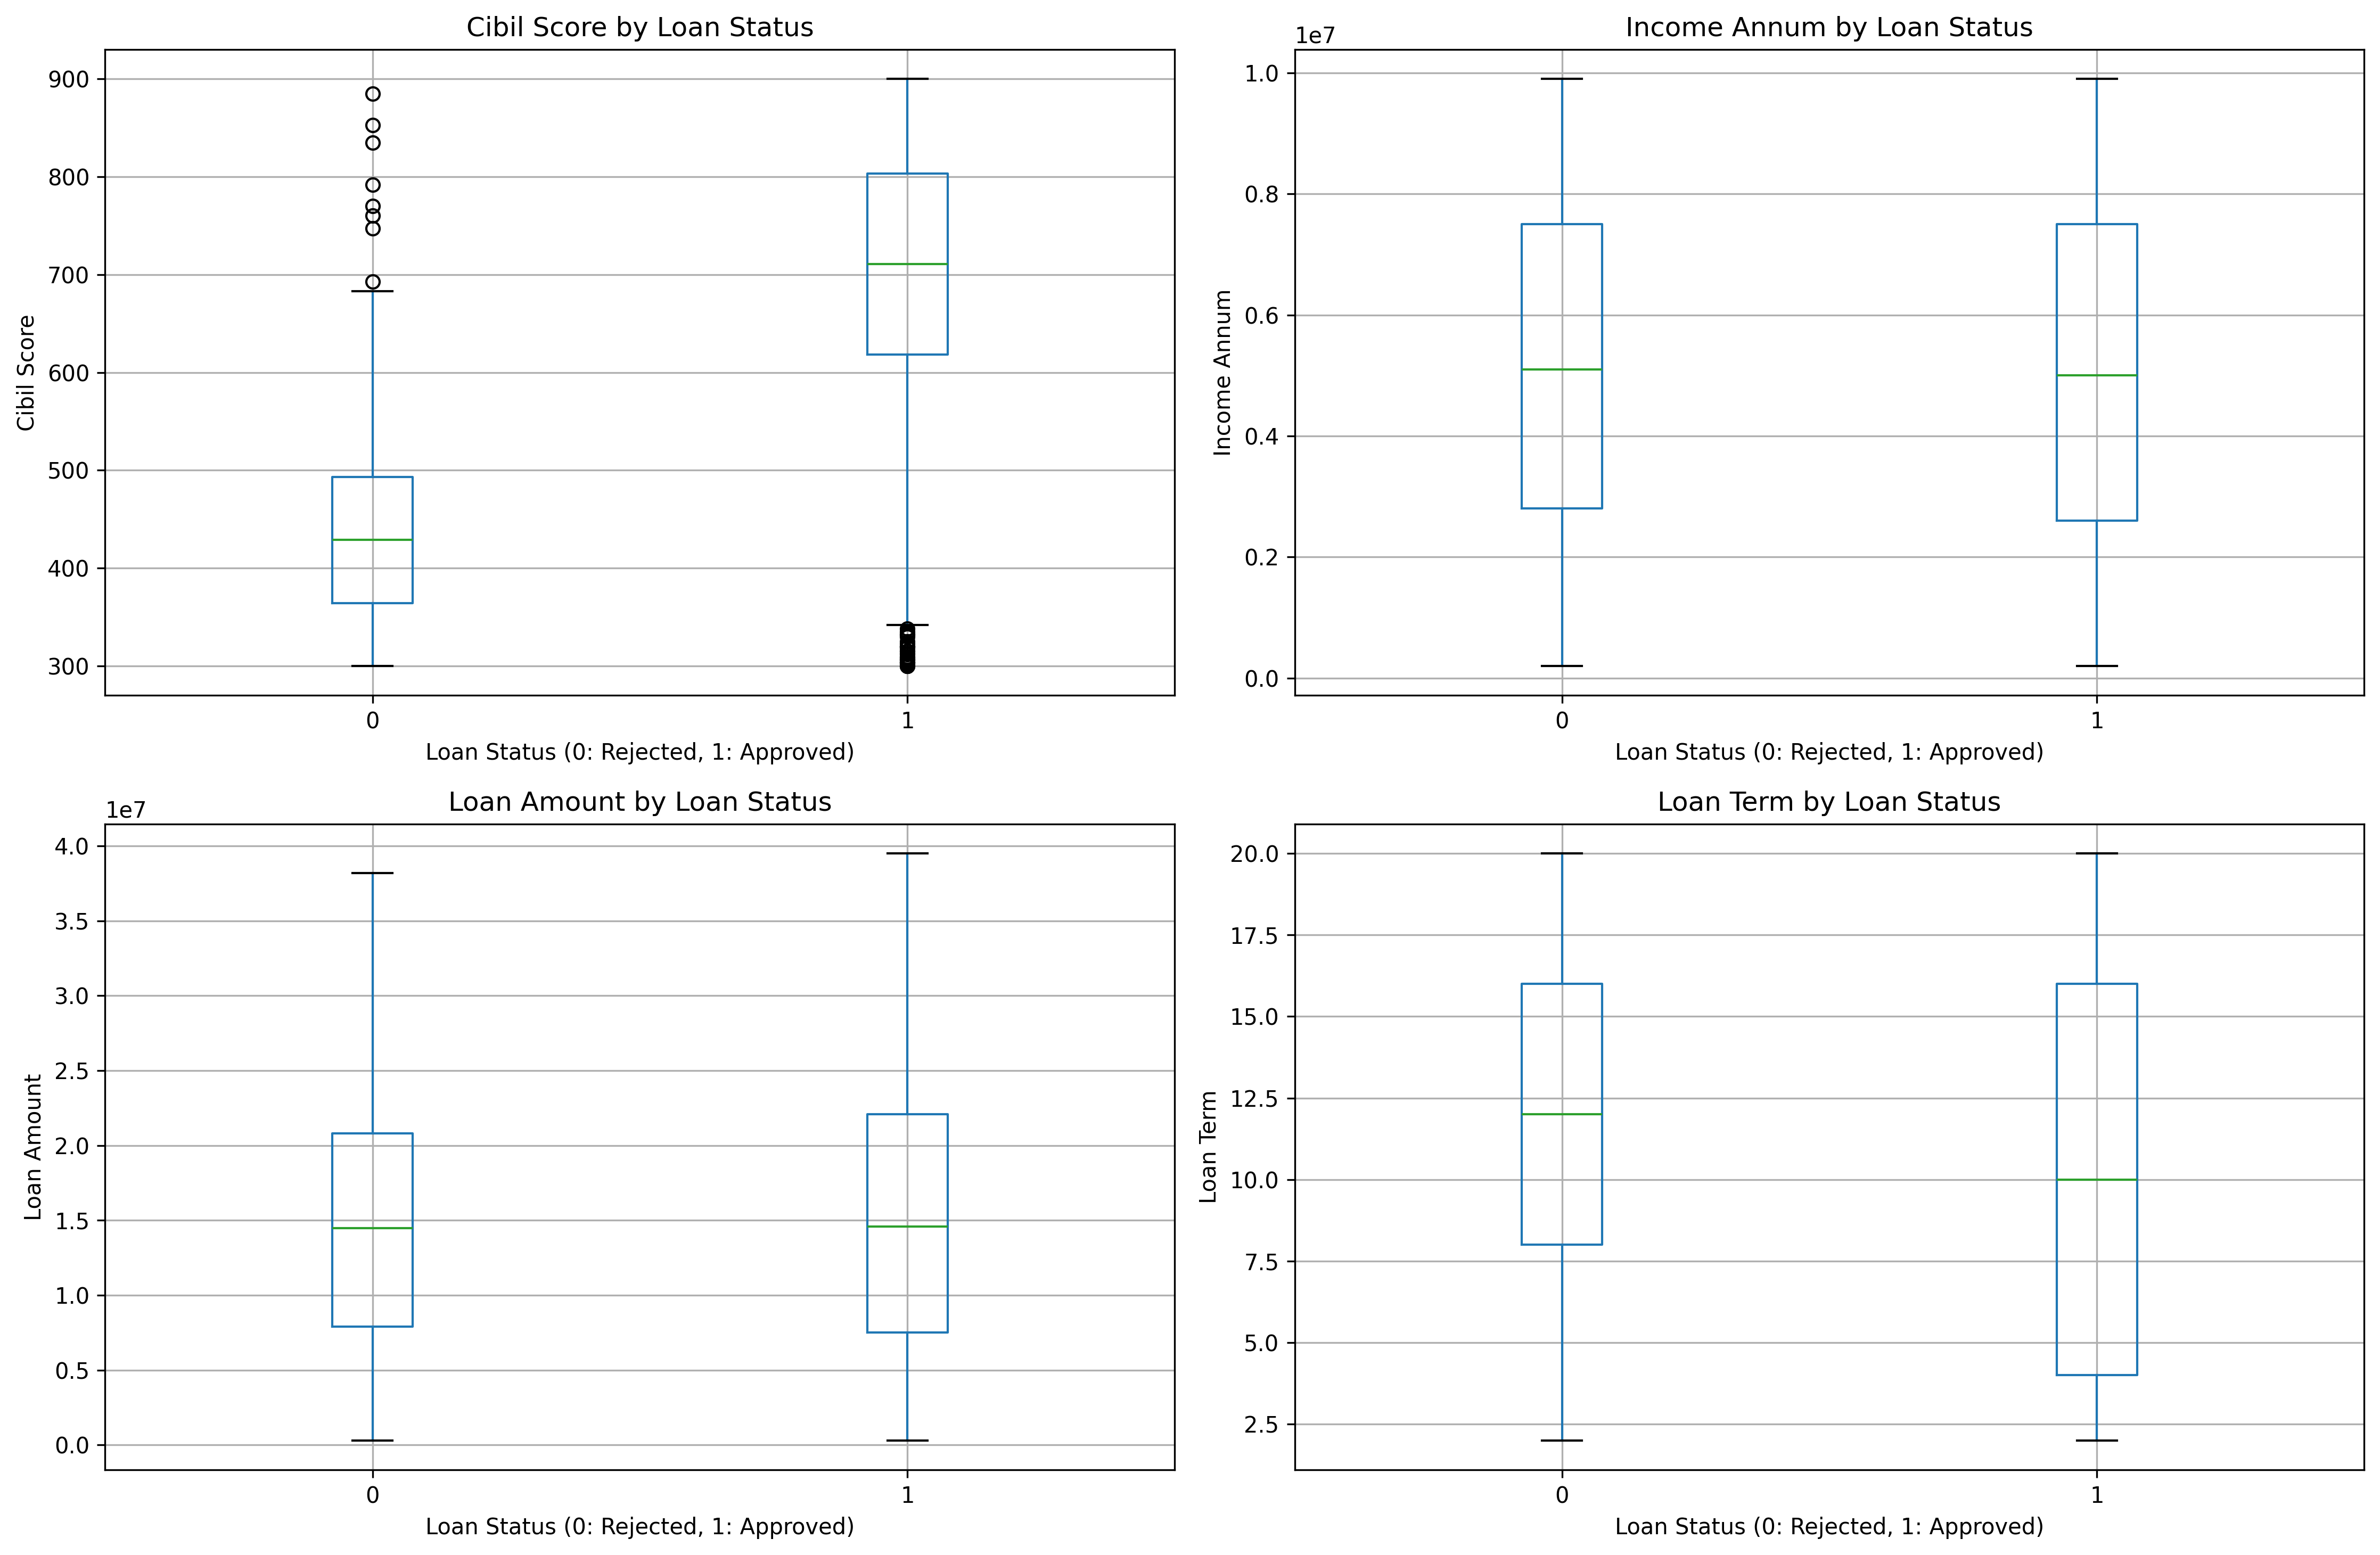 Cibil Score by Loan Status
900
800
700
600
500
400
300
Cibil Score
0 1
Loan Status (0: Rejected, 1: Approved)
Income Annum by Loan Status
1e7
1.0
0.8
0.6
0.4
0.2
0.0
Income Annum
0 1
Loan Status (0: Rejected, 1: Approved)
Loan Amount by Loan Status
1e7
4.0
3.5
3.0
2.5
2.0
1.5
1.0
0.5
0.0
Loan Amount
0 1
Loan Status (0: Rejected, 1: Approved)
Loan Term by Loan Status
20.0
17.5
15.0
12.5
10.0
7.5
5.0
2.5
Loan Term
0 1
Loan Status (0: Rejected, 1: Approved)